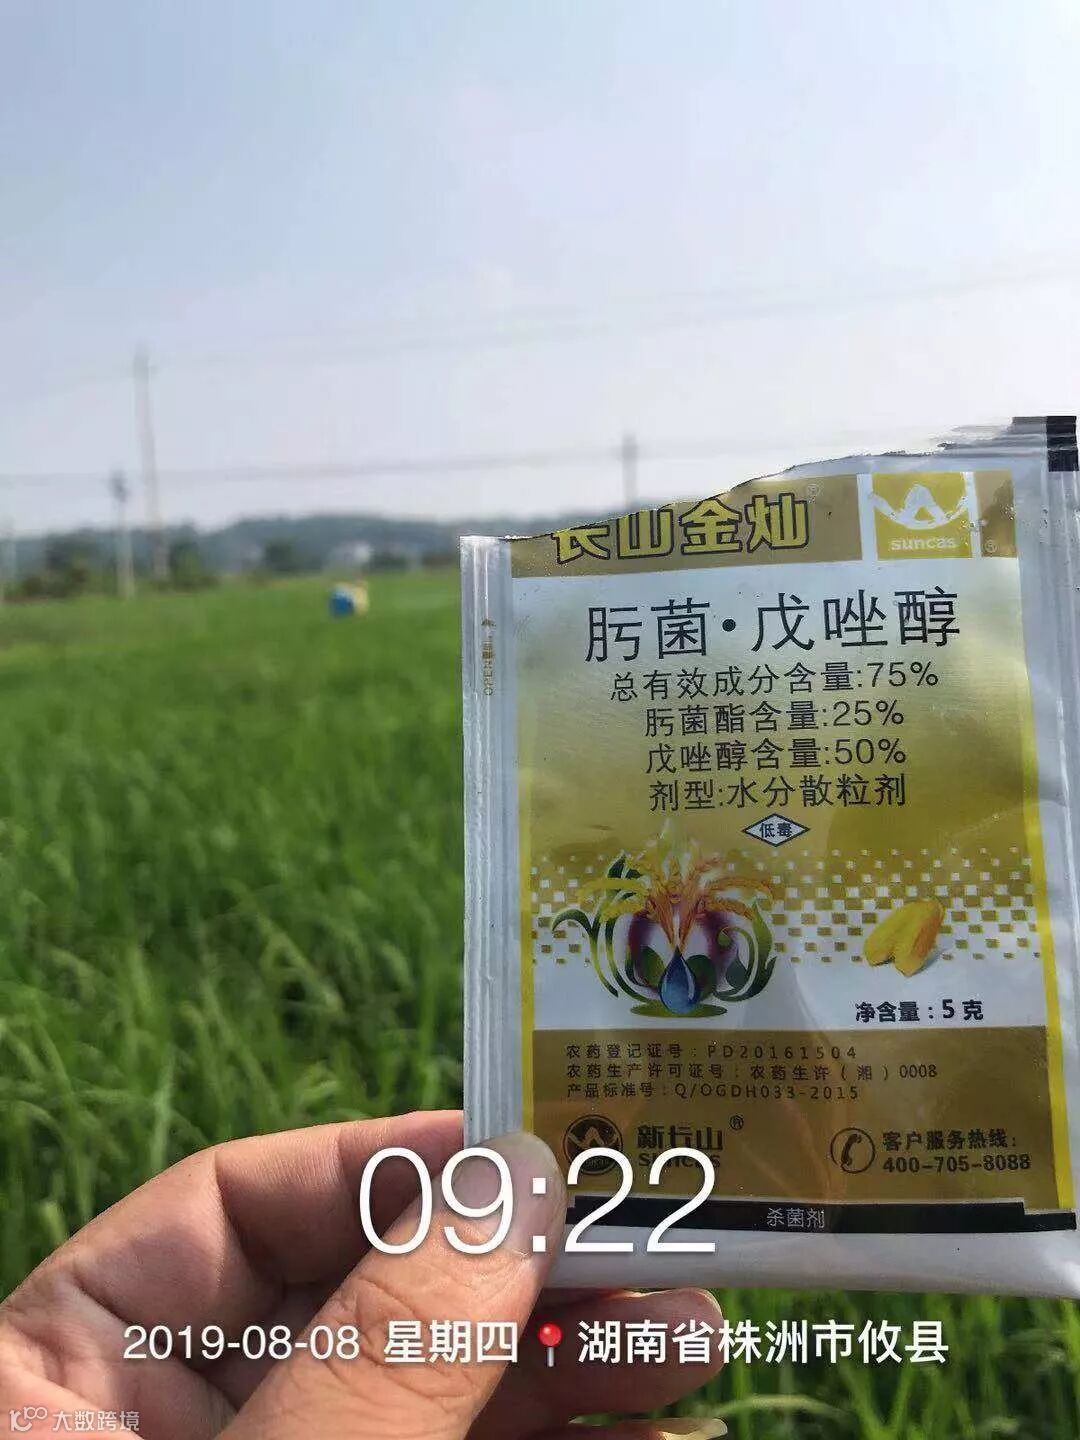 长山金灿®
suncas®
肟菌·戊唑醇
总有效成分含量:75%
肟菌酯含量:25%
戊唑醇含量:50%
剂型:水分散粒剂
低毒
净含量:5克
农药登记证号:PD20161504
农药生产许可证号:农药生许(湘)0008
产品标准号:Q/OGDH033-2015
新长山®
suncas
客户服务热线:
400-705-8088
杀菌剂
09:22
2019-08-08 星期四 湖南省株洲市攸县
大数跨境